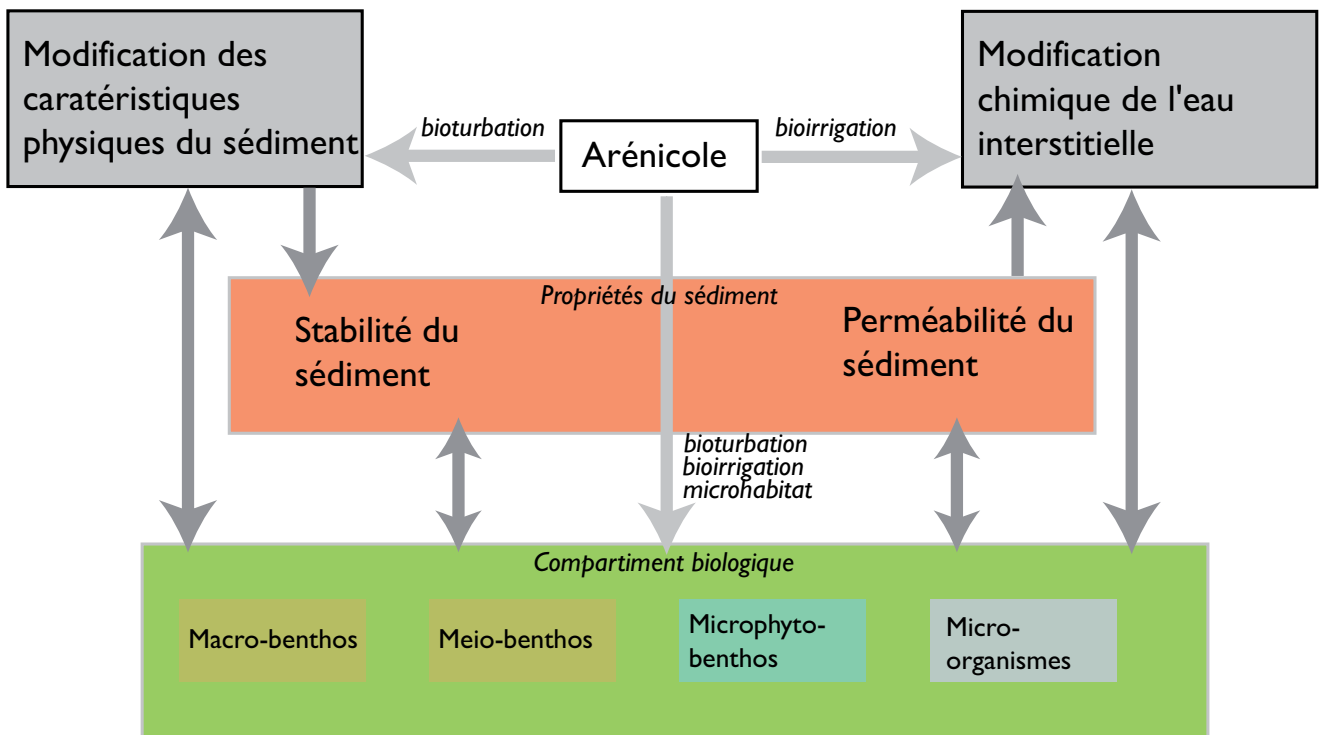 Modification des
caratéristiques
physiques du sédiment
bioturbation
Arénicole
bioirrigation
Modification
chimique de l'eau
interstitielle
Propriétés du sédiment
Stabilité du
sédiment
Perméabilité du
sédiment
bioturbation
bioirrigation
microhabitat
Compartiment biologique
Macro-benthos
Meio-benthos
Microphyto-
benthos
Micro-
organismes